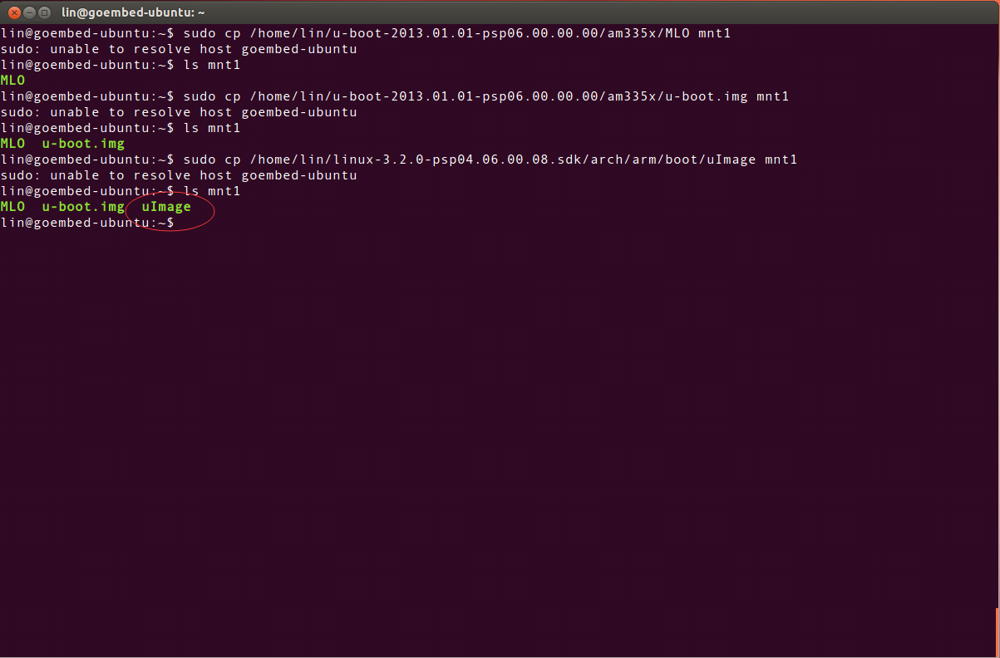 lin@goembed-ubuntu: ~
lin@goembed-ubuntu:~$ sudo cp /home/lin/u-boot-2013.01.01-psp06.00.00.00/am335x/MLO mnt1
sudo: unable to resolve host goembed-ubuntu
lin@goembed-ubuntu:~$ ls mnt1
MLO
lin@goembed-ubuntu:~$ sudo cp /home/lin/u-boot-2013.01.01-psp06.00.00.00/am335x/u-boot.img mnt1
sudo: unable to resolve host goembed-ubuntu
lin@goembed-ubuntu:~$ ls mnt1
MLO  u-boot.img
lin@goembed-ubuntu:~$ sudo cp /home/lin/linux-3.2.0-psp04.06.00.08.sdk/arch/arm/boot/uImage mnt1
sudo: unable to resolve host goembed-ubuntu
lin@goembed-ubuntu:~$ ls mnt1
MLO  u-boot.img  uImage
lin@goembed-ubuntu:~$